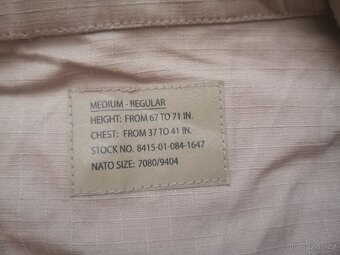 MEDIUM - REGULAR
HEIGHT: FROM 67 TO 71 IN.
CHEST: FROM 37 TO 41 IN.
STOCK NO. 8415-01-084-1647
NATO SIZE: 7080/9404